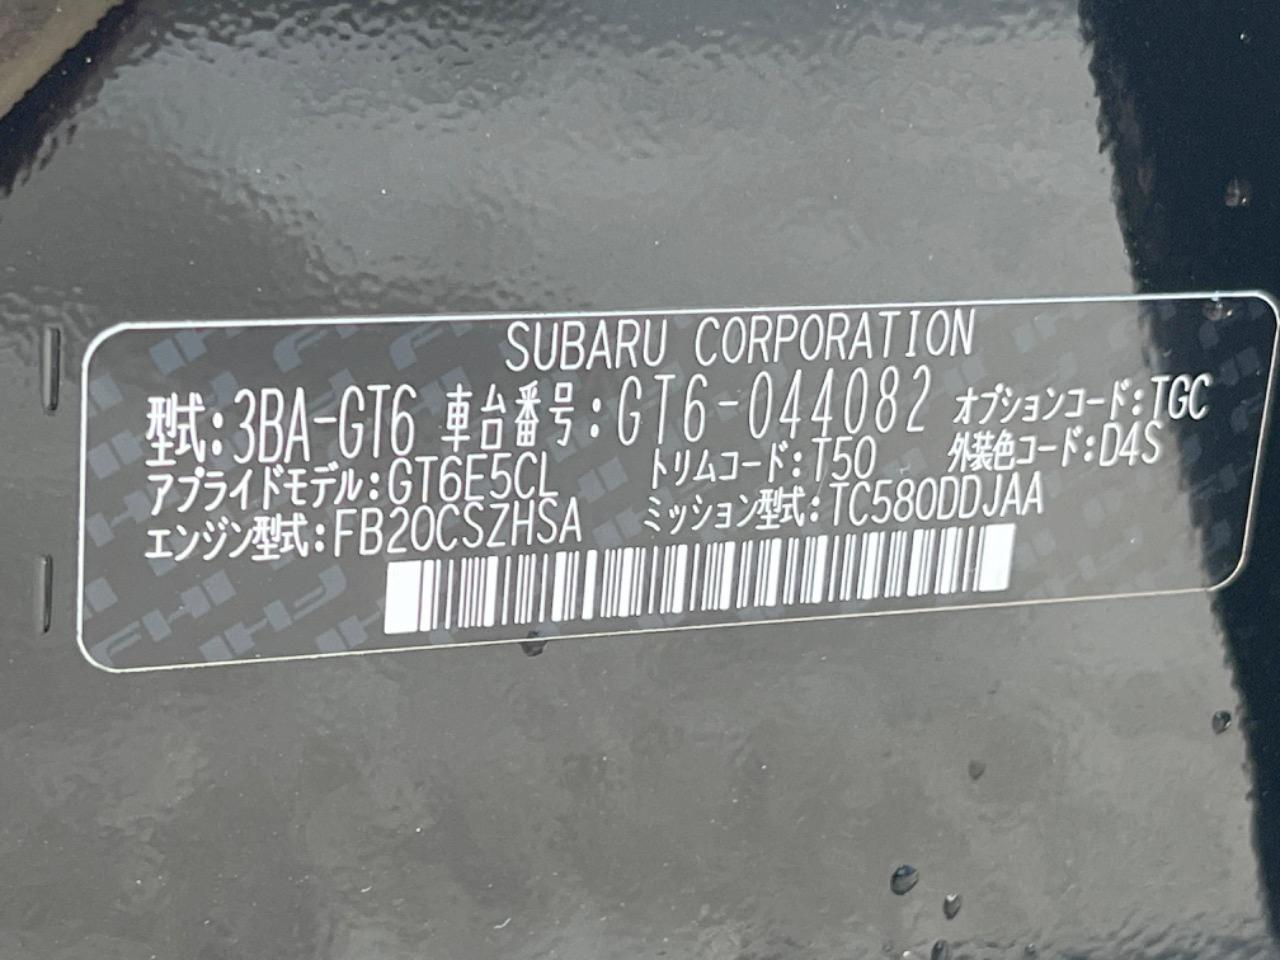 SUBARU CORPORATION
型式:3BA-GT6 車台番号:GT6-044082 オプションコード:TGC
アプライドモデル:GT6E5CL トリムコード:T50 外装色コード:D4S
エンジン型式:FB20CSZHSA ミッション型式:TC580DDJAA